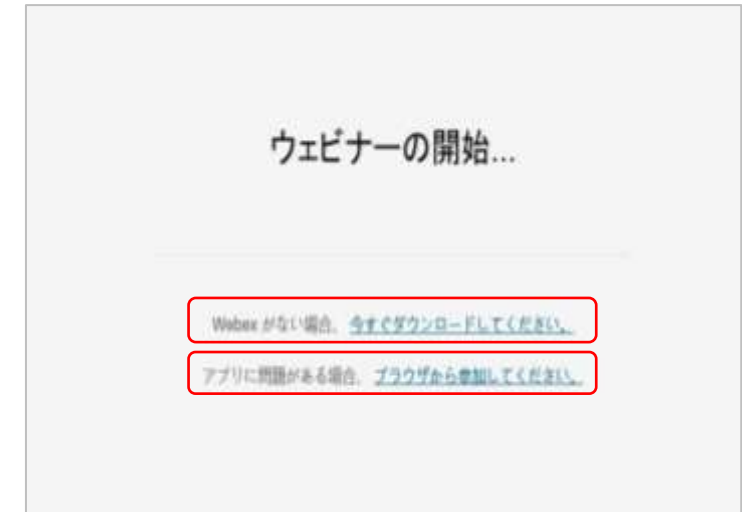 ウェビナーの開始...
Webex がない場合、今すぐダウンロードしてください。
アプリに問題がある場合、ブラウザから参加してください。